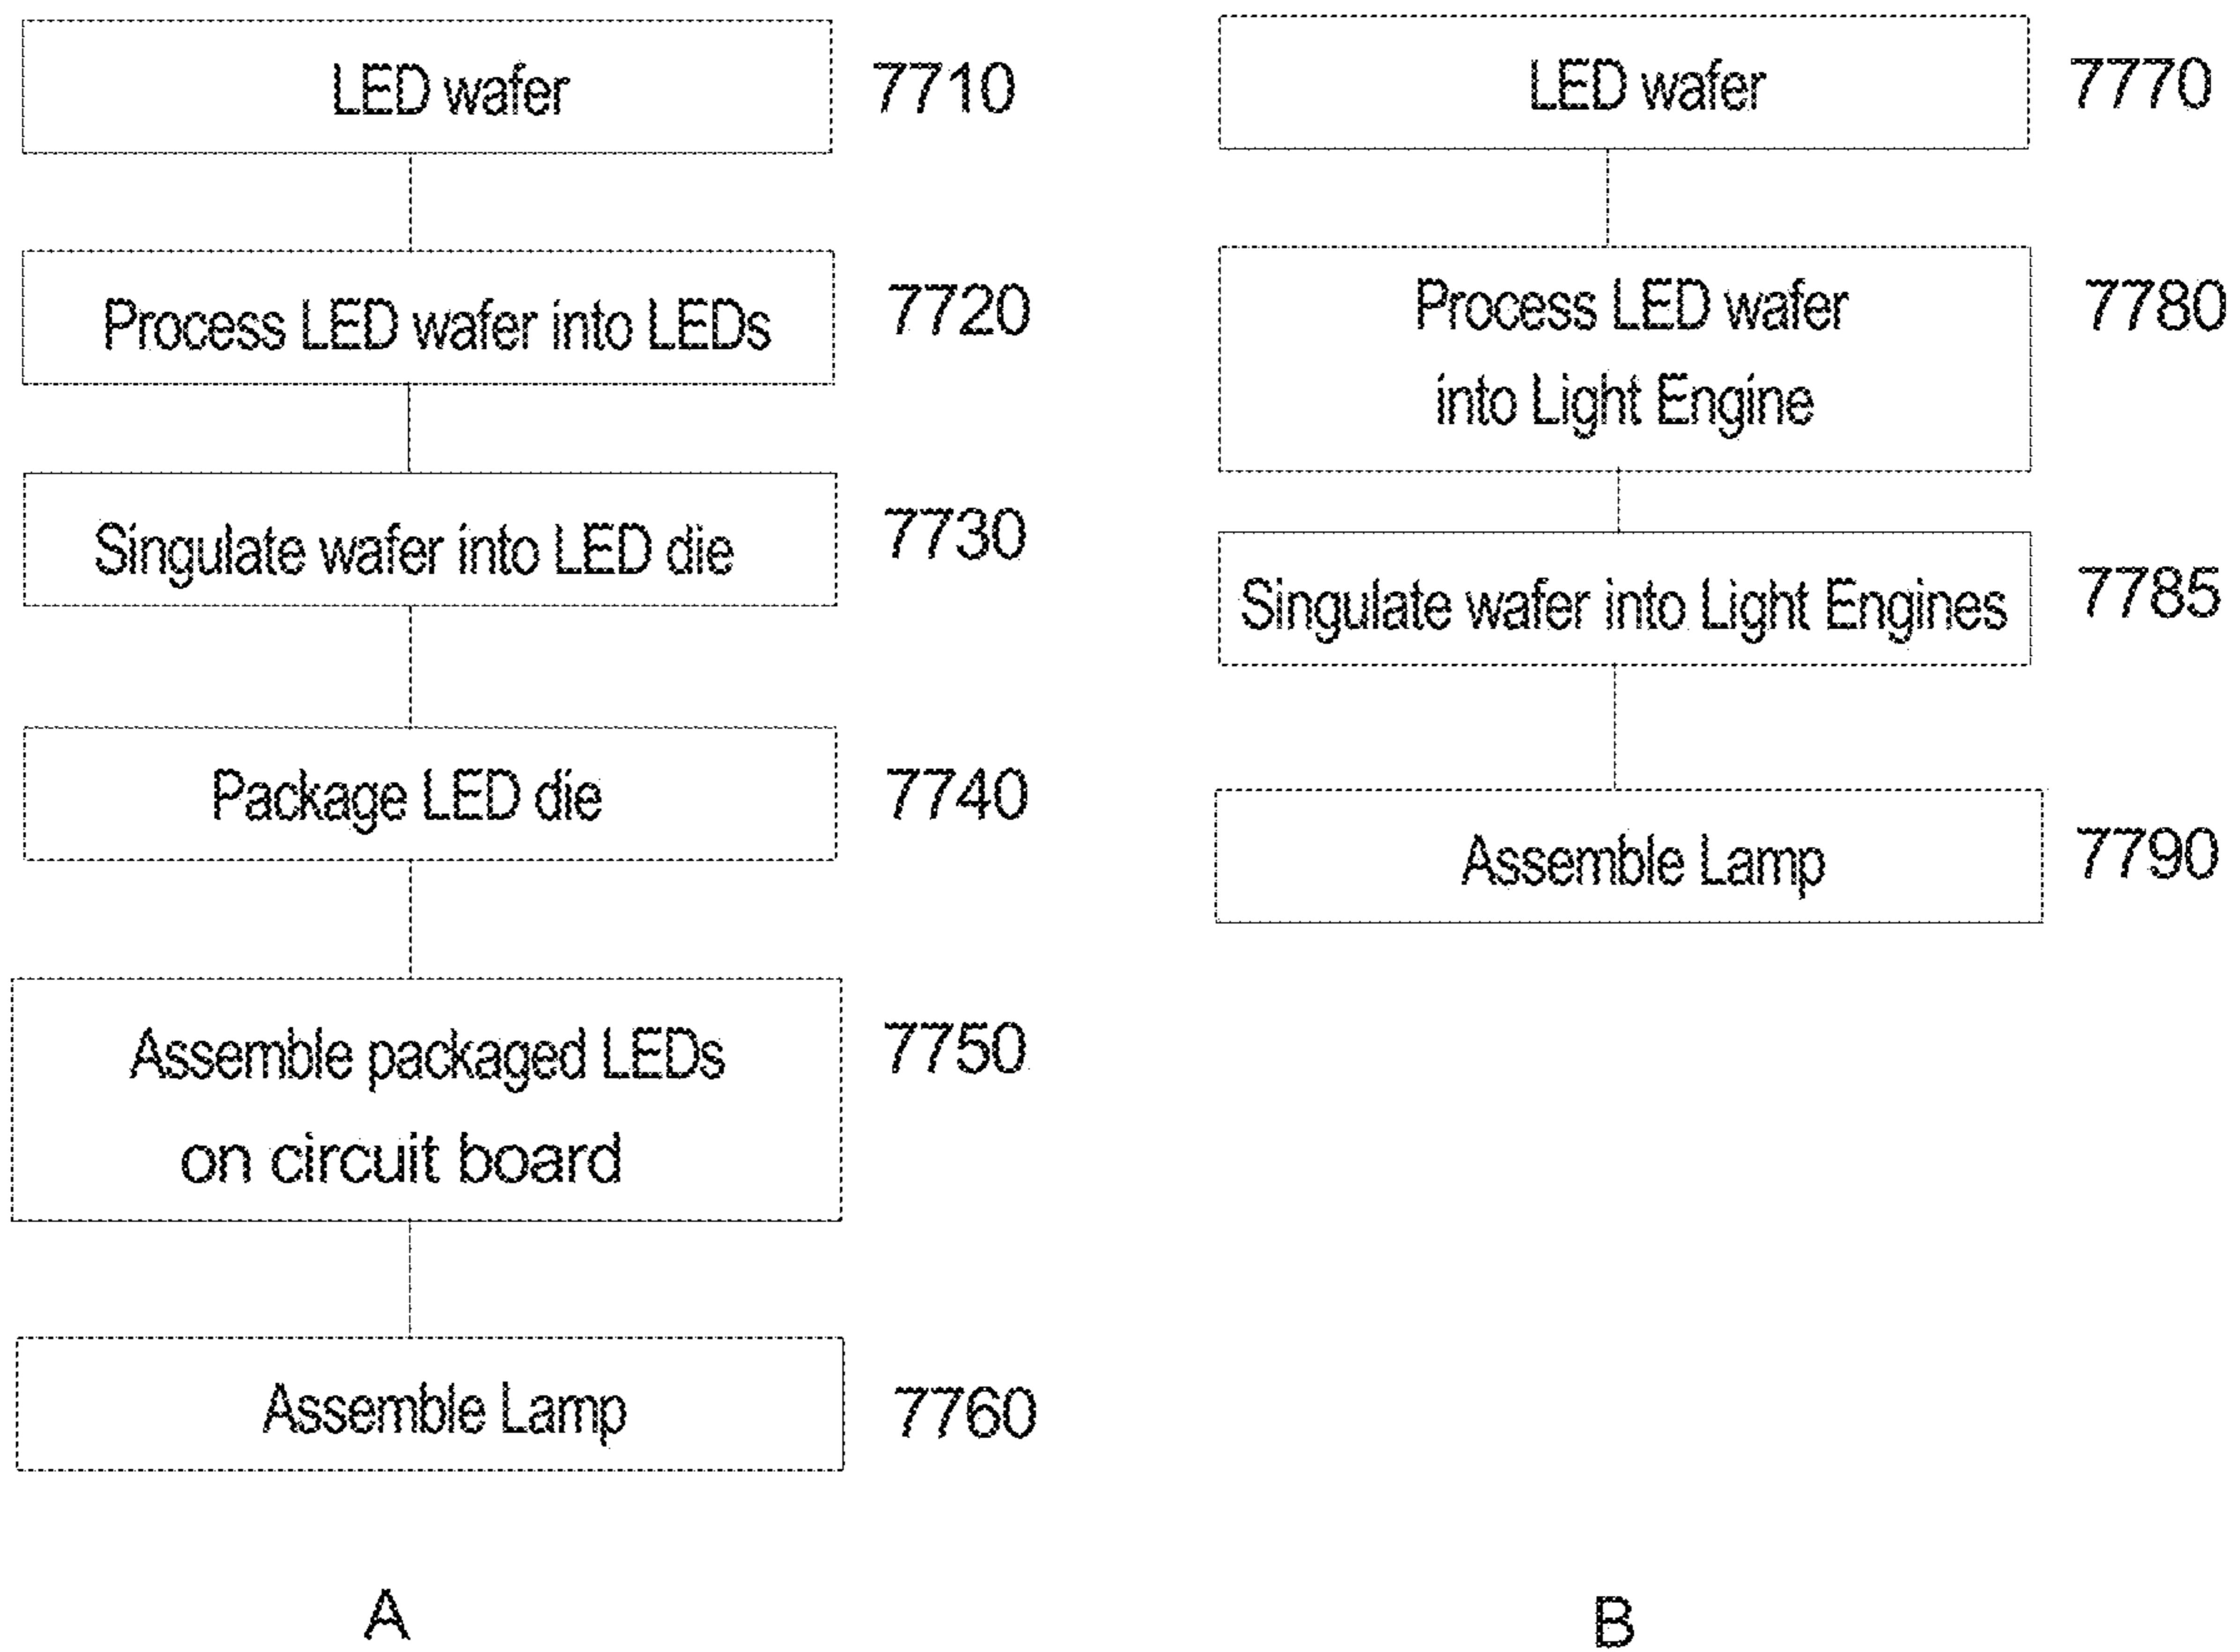 LED wafer
7710
Process LED wafer into LEDs
7720
Singulate wafer into LED die
7730
Package LED die
7740
Assemble packaged LEDs
on circuit board
7750
Assemble Lamp
7760
A
LED wafer
7770
Process LED wafer
into Light Engine
7780
Singulate wafer into Light Engines
7785
Assemble Lamp
7790
B